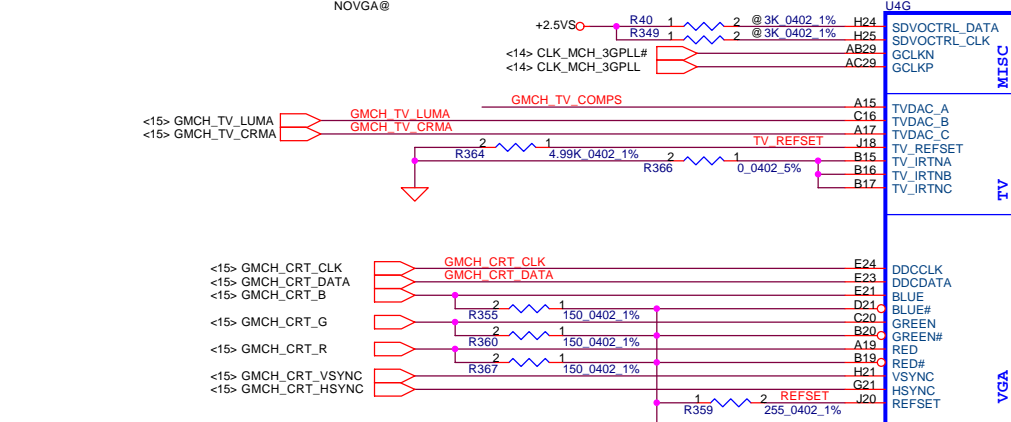 NOVGA@ U4G
+2.5VS R40 1 2 @3K_0402_1% H24 SDVOCTRL_DATA
R349 1 2 @3K_0402_1% H25 SDVOCTRL_CLK
<14> CLK_MCH_3GPLL# AB29 GCLKN
<14> CLK_MCH_3GPLL AC29 GCLKP
MISC
GMCH_TV_COMPS A15 TVDAC_A
<15> GMCH_TV_LUMA GMCH_TV_LUMA C16 TVDAC_B
<15> GMCH_TV_CRMA GMCH_TV_CRMA A17 TVDAC_C
2 1 TV_REFSET J18 TV_REFSET
R364 4.99K_0402_1% 2 1 B15 TV_IRTNA
R366 0_0402_5% B16 TV_IRTNB
B17 TV_IRTNC
TV
<15> GMCH_CRT_CLK GMCH_CRT_CLK E24 DDCCLK
<15> GMCH_CRT_DATA GMCH_CRT_DATA E23 DDCDATA
<15> GMCH_CRT_B E21 BLUE
2 1 D21 BLUE#
R355 150_0402_1%
<15> GMCH_CRT_G C20 GREEN
2 1 B20 GREEN#
R360 150_0402_1%
<15> GMCH_CRT_R A19 RED
2 1 B19 RED#
R367 150_0402_1%
<15> GMCH_CRT_VSYNC H21 VSYNC
<15> GMCH_CRT_HSYNC G21 HSYNC
1 2 REFSET J20 REFSET
R359 255_0402_1%
VGA